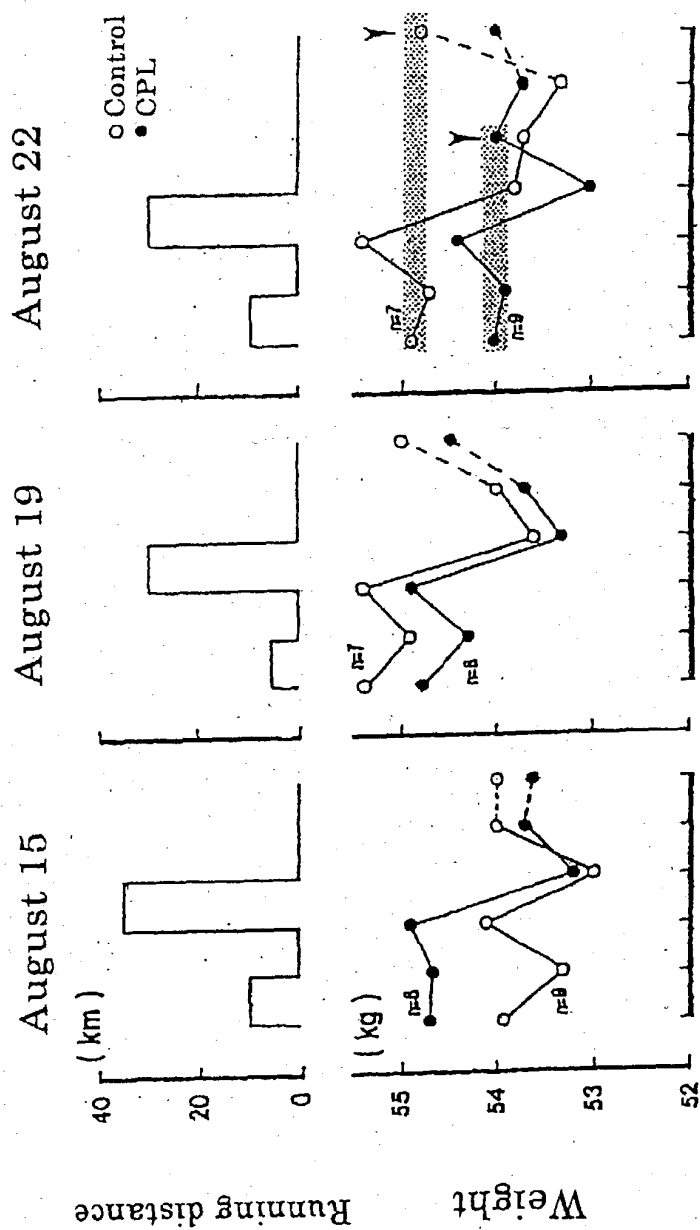 August 15
August 19
August 22
Running distance
(km)
40
20
0
○ Control
● CPL
Weight
(kg)
55
54
53
52
n=8
n=9
n=7
n=8
n=7
n=9